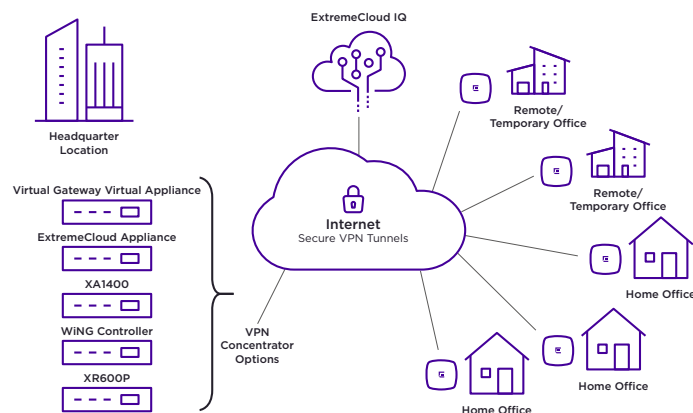 ExtremeCloud IQ
Headquarter
Location
Remote/
Temporary Office
Remote/
Temporary Office
Virtual Gateway Virtual Appliance
ExtremeCloud Appliance
XA1400
WiNG Controller
XR600P
Internet
Secure VPN Tunnels
VPN
Concentrator
Options
Home Office
Home Office
Home Office